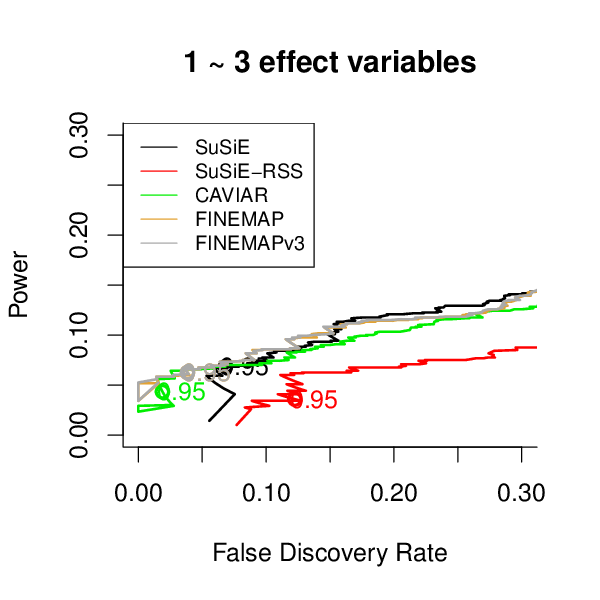 1 ~ 3 effect variables
SuSiE
SuSiE−RSS
CAVIAR
FINEMAP
FINEMAPv3
Power
0.30
0.20
0.10
0.00
0.95
0.95
0.95
0.00
0.10
0.20
0.30
False Discovery Rate